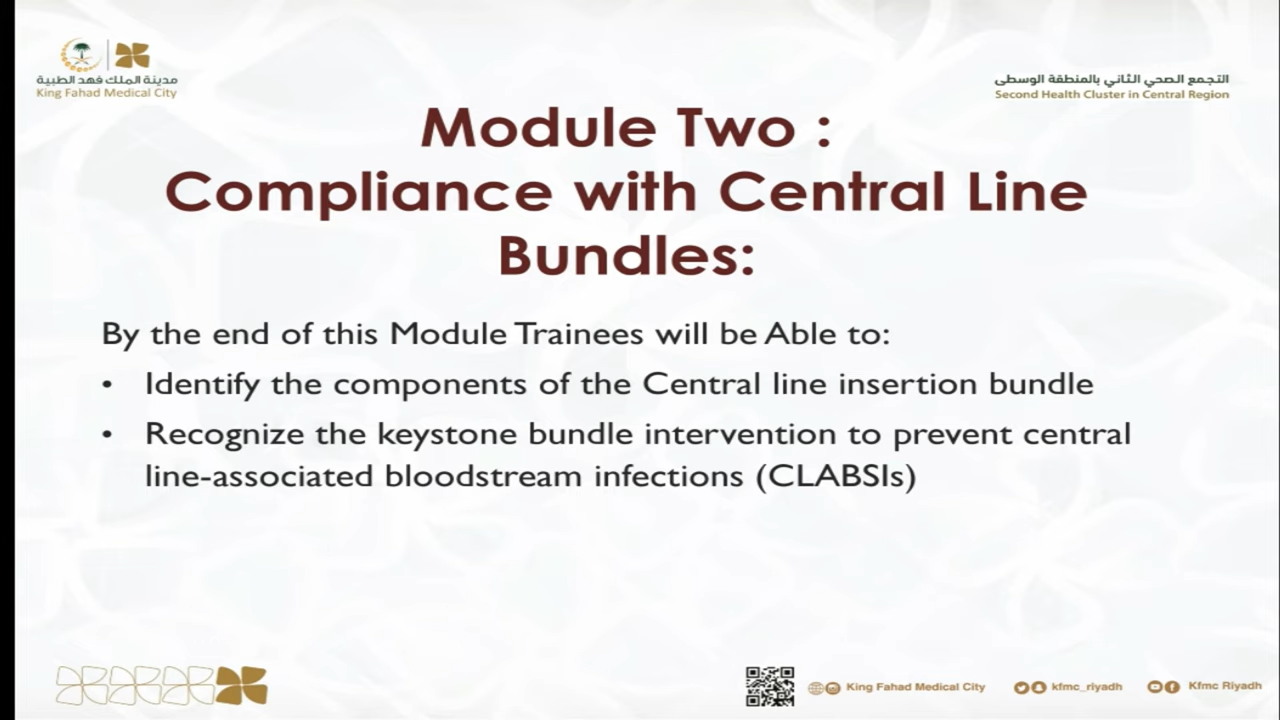 مدينة الملك فهد الطبية
King Fahad Medical City
التجمع الصحي الثاني بالمنطقة الوسطى
Second Health Cluster in Central Region
Module Two :
Compliance with Central Line
Bundles:
By the end of this Module Trainees will be Able to:
• Identify the components of the Central line insertion bundle
• Recognize the keystone bundle intervention to prevent central
line-associated bloodstream infections (CLABSIs)
King Fahad Medical City
kfmc_riyadh
Kfmc Riyadh